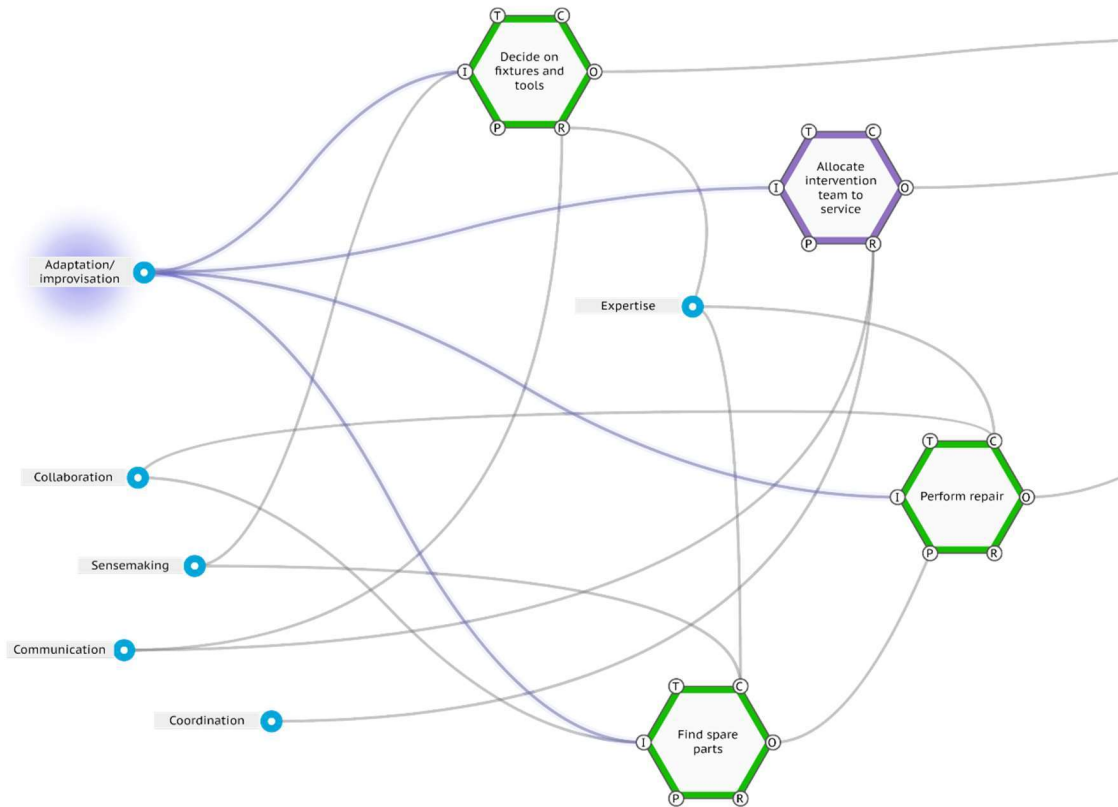 T C
Decide on
fixtures and
tools
I O
P R
T C
Allocate
intervention
team to
service
I O
P R
Adaptation/
improvisation
Expertise
T C
Collaboration
I Perform repair O
P R
Sensemaking
Communication
T C
Coordination
Find spare
parts
I O
P R